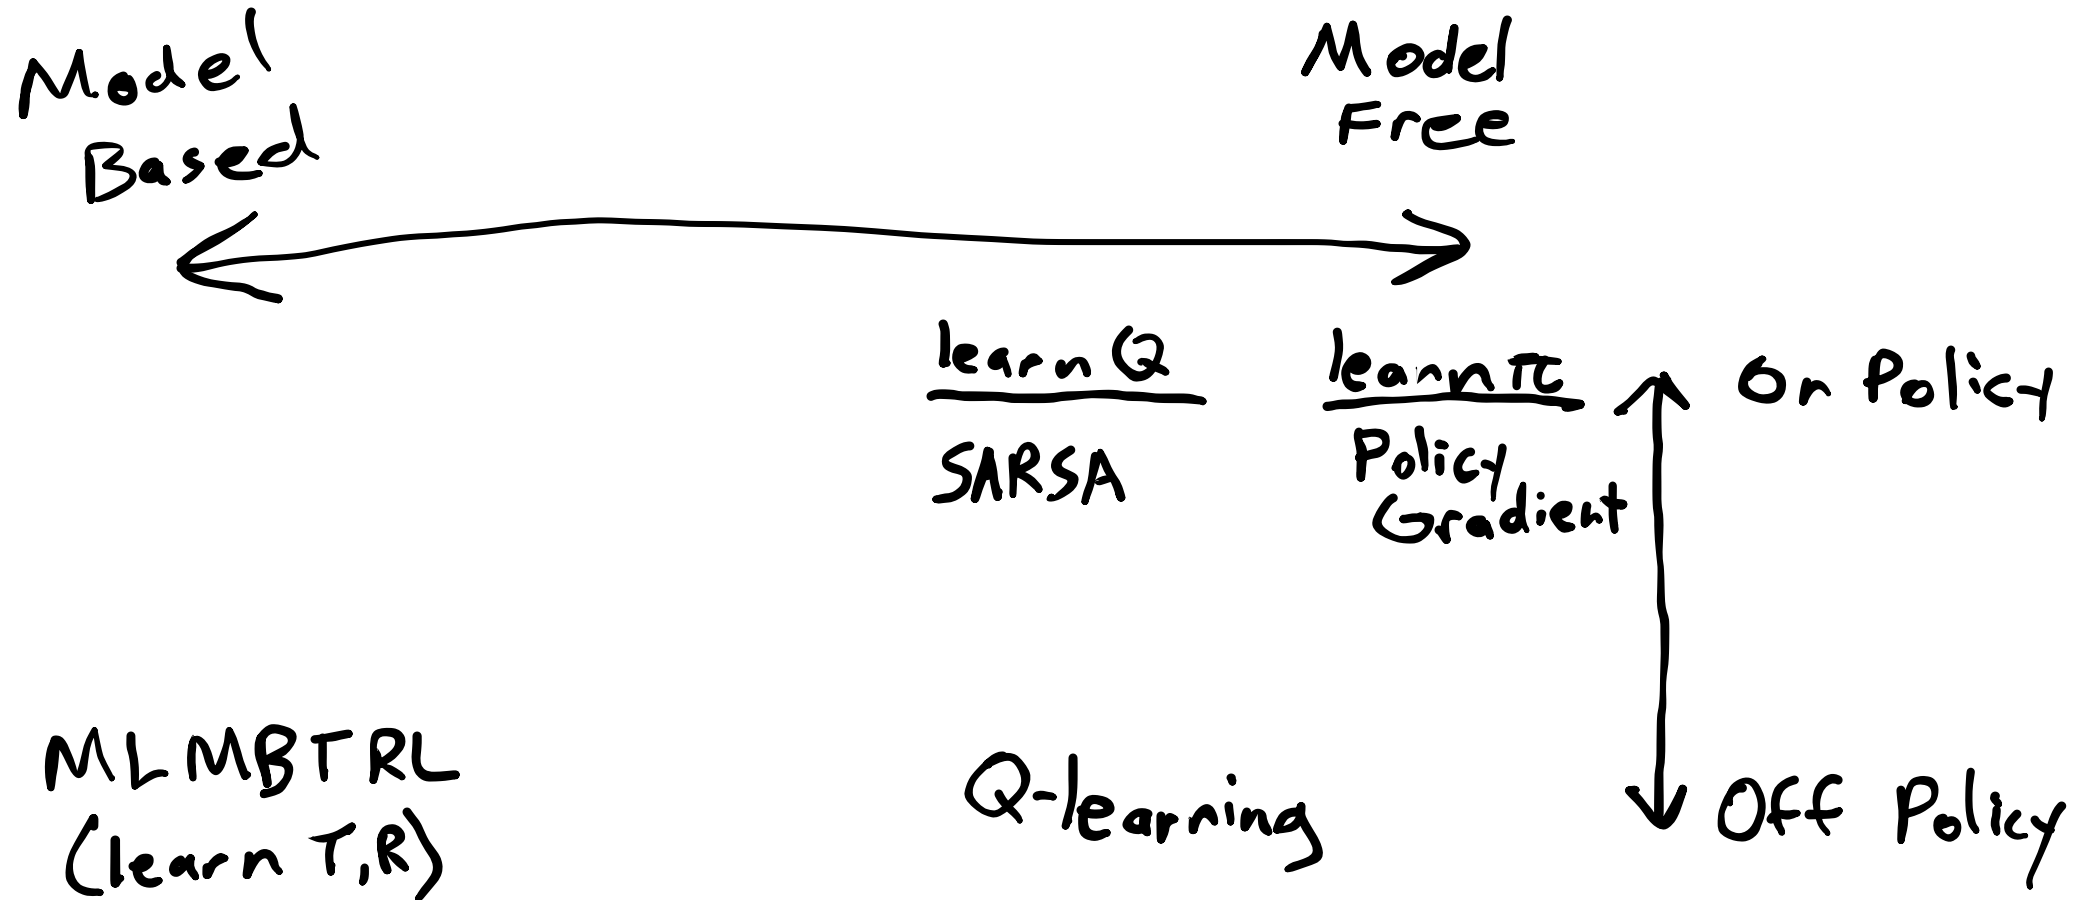 Model
Based
Model
Free
learn Q
learn π
On Policy
SARSA
Policy
Gradient
MLMBTRL
(learn T,R)
Q-learning
Off Policy